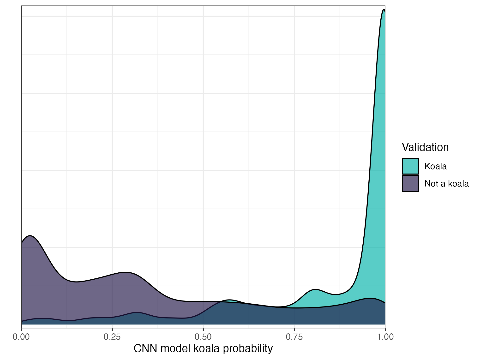 Validation
Koala
Not a koala
0.00 0.25 0.50 0.75 1.00
CNN model koala probability